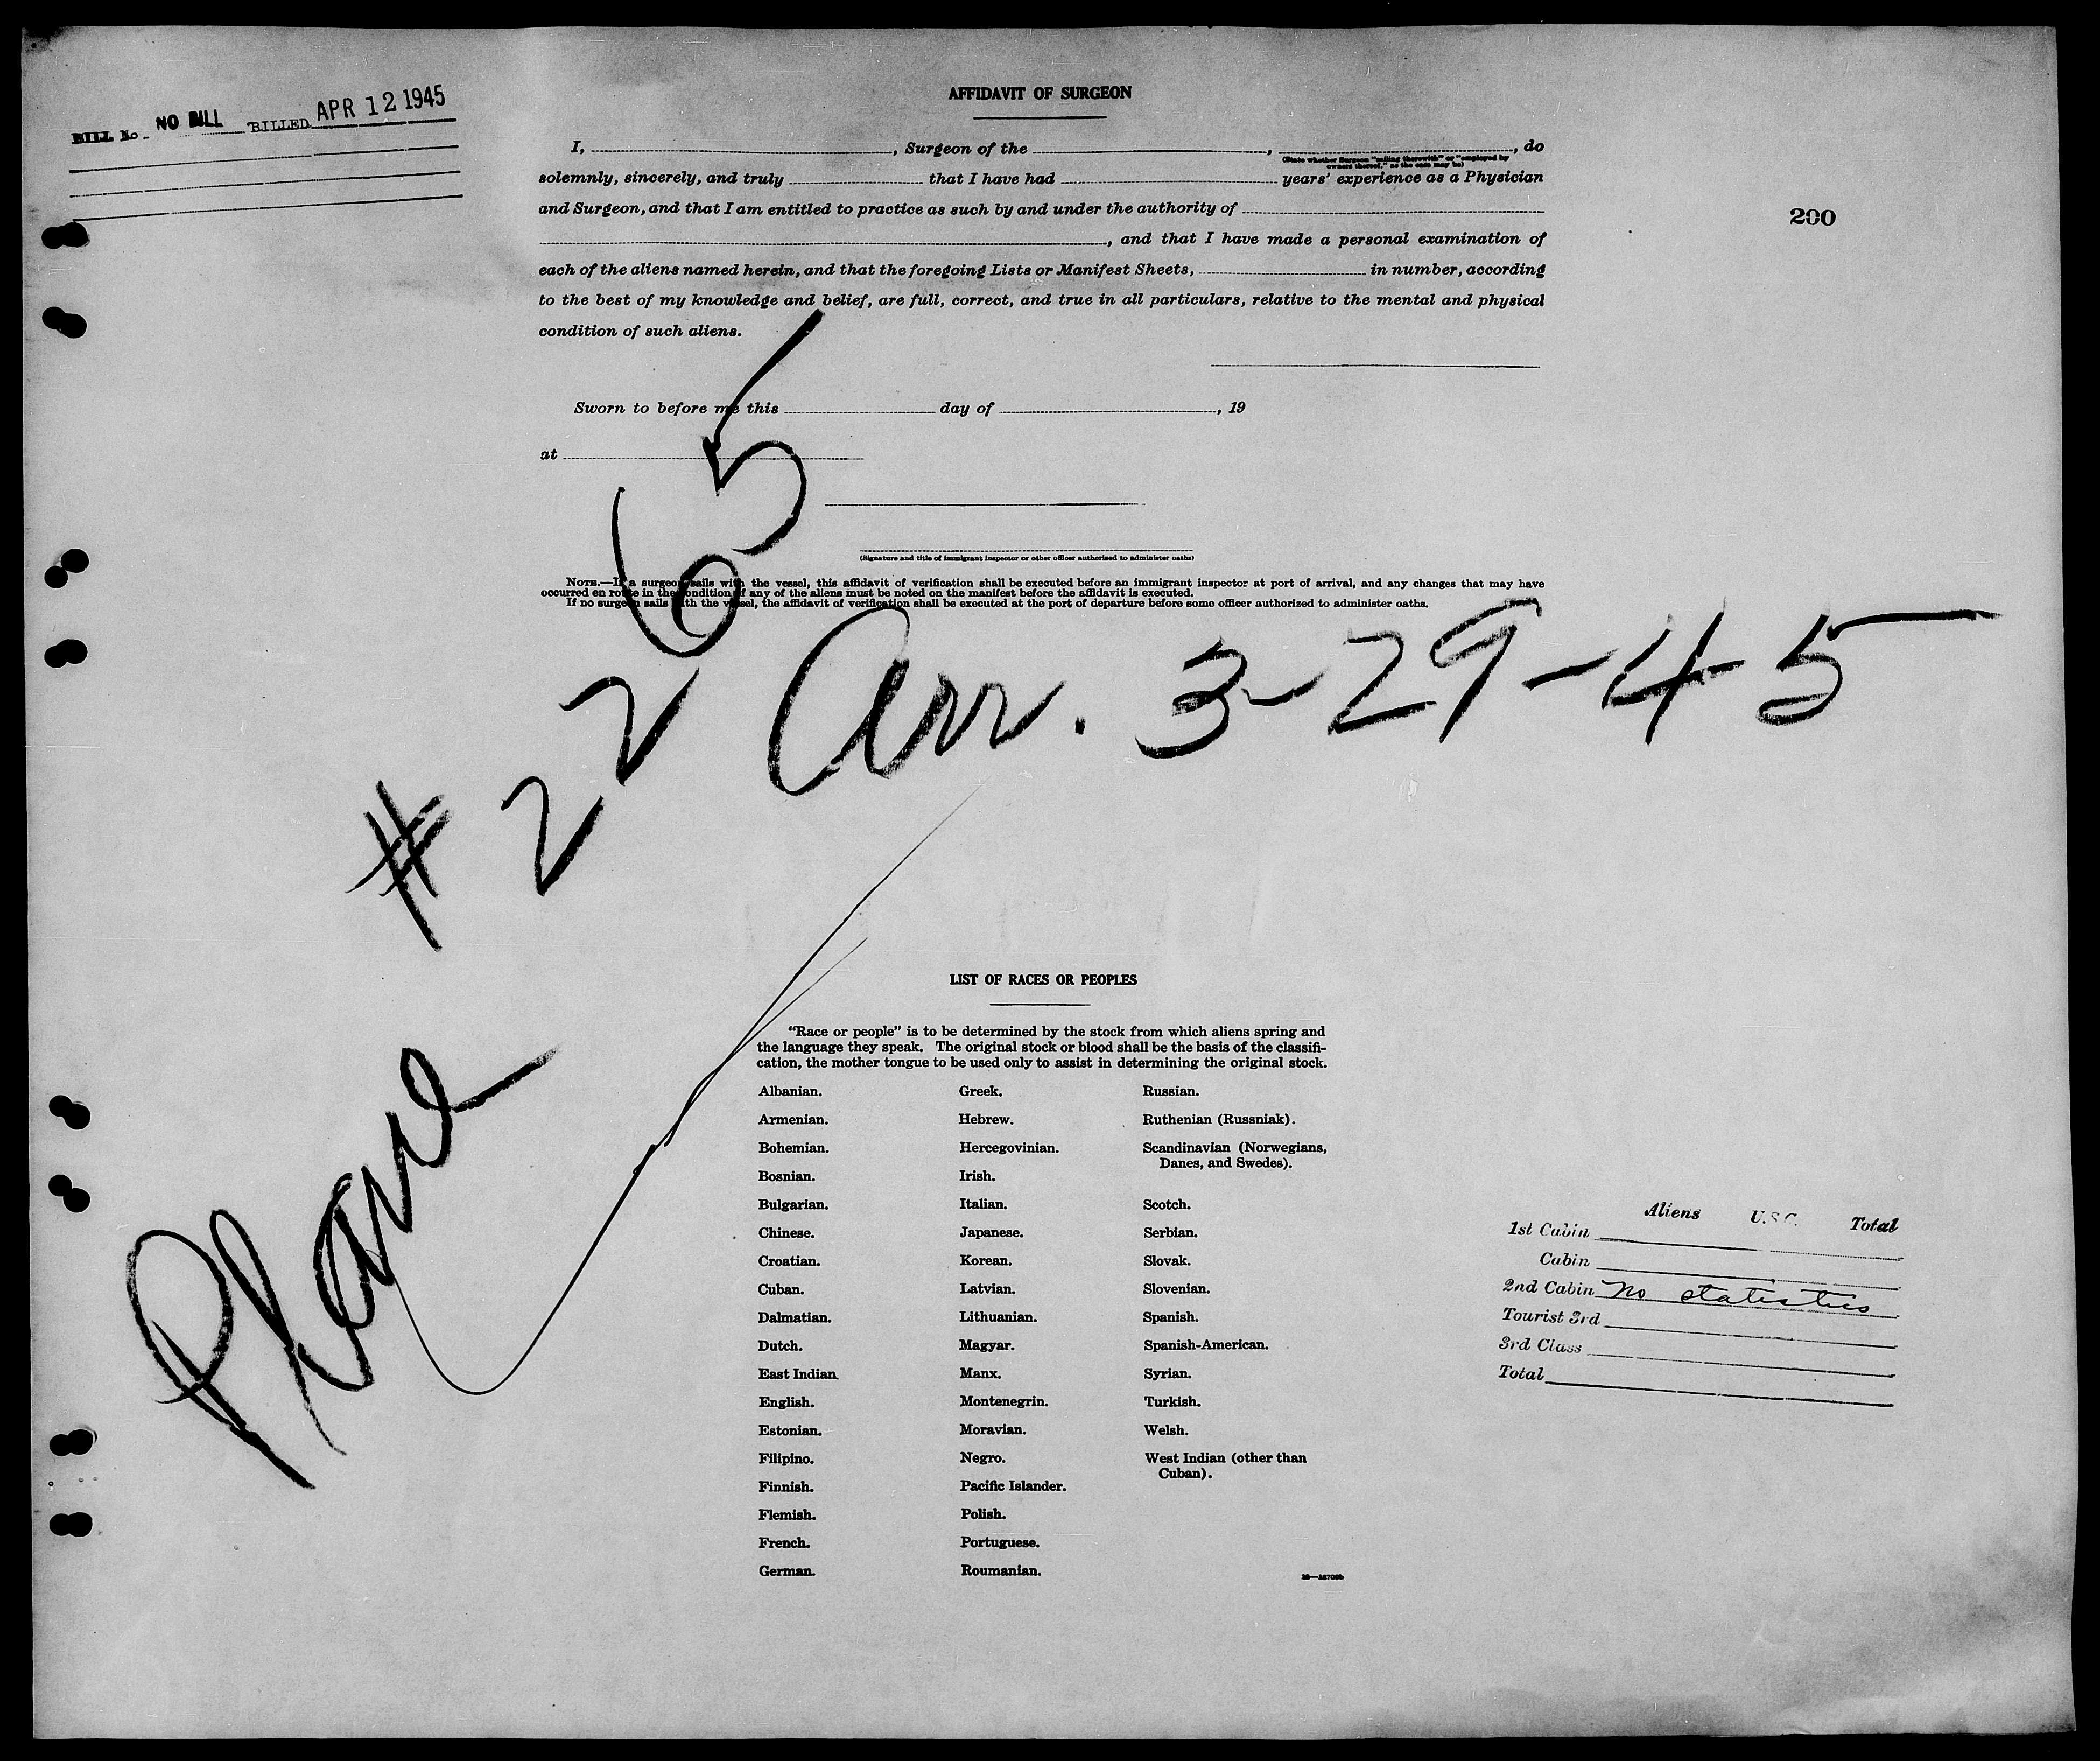 BILL No. NO BILL BILLED APR 12 1945
AFFIDAVIT OF SURGEON
I, , Surgeon of the , , do
(State whether Surgeon "sailing therewith" or "employed by
owners thereof," as the case may be)
solemnly, sincerely, and truly that I have had years' experience as a Physician
and Surgeon, and that I am entitled to practice as such by and under the authority of
200
, and that I have made a personal examination of
each of the aliens named herein, and that the foregoing Lists or Manifest Sheets, in number, according
to the best of my knowledge and belief, are full, correct, and true in all particulars, relative to the mental and physical
condition of such aliens.
Sworn to before me this day of , 19
at
(Signature and title of immigrant inspector or other officer authorized to administer oaths)
NOTE.—If a surgeon sails with the vessel, this affidavit of verification shall be executed before an immigrant inspector at port of arrival, and any changes that may have
occurred en route in the condition of any of the aliens must be noted on the manifest before the affidavit is executed.
If no surgeon sails with the vessel, the affidavit of verification shall be executed at the port of departure before some officer authorized to administer oaths.
Plane # 2265
Arr. 3-29-45
LIST OF RACES OR PEOPLES
"Race or people" is to be determined by the stock from which aliens spring and
the language they speak. The original stock or blood shall be the basis of the classifi-
cation, the mother tongue to be used only to assist in determining the original stock.
Albanian.
Armenian.
Bohemian.
Bosnian.
Bulgarian.
Chinese.
Croatian.
Cuban.
Dalmatian.
Dutch.
East Indian.
English.
Estonian.
Filipino.
Finnish.
Flemish.
French.
German.
Greek.
Hebrew.
Hercegovinian.
Irish.
Italian.
Japanese.
Korean.
Latvian.
Lithuanian.
Magyar.
Manx.
Montenegrin.
Moravian.
Negro.
Pacific Islander.
Polish.
Portuguese.
Roumanian.
Russian.
Ruthenian (Russniak).
Scandinavian (Norwegians,
Danes, and Swedes).
Scotch.
Serbian.
Slovak.
Slovenian.
Spanish.
Spanish-American.
Syrian.
Turkish.
Welsh.
West Indian (other than
Cuban).
Aliens U.S.C. Total
1st Cabin
Cabin
2nd Cabin No statistics
Tourist 3rd
3rd Class
Total